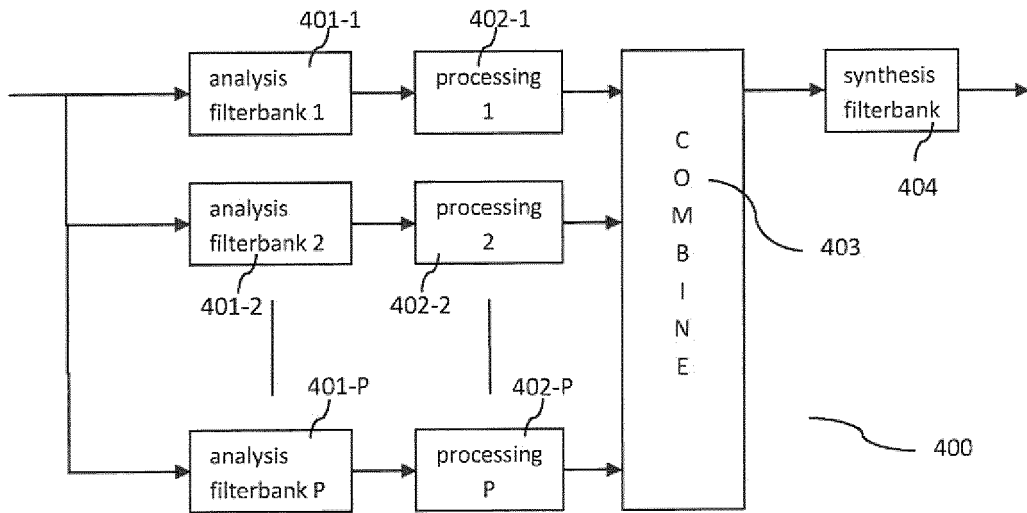 401-1
402-1
analysis
filterbank 1
processing
1
synthesis
filterbank
404
C
O
M
B
I
N
E
403
analysis
filterbank 2
processing
2
401-2
402-2
401-P
402-P
analysis
filterbank P
processing
P
400